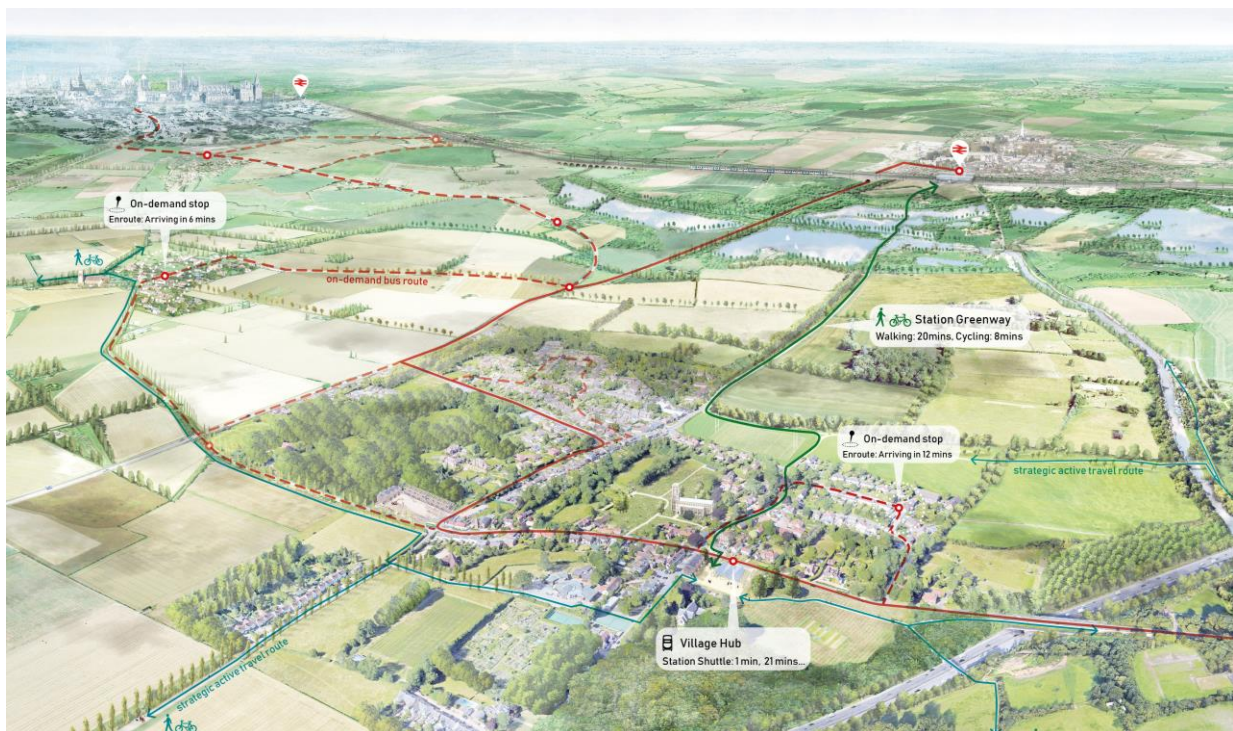 On-demand stop
Enroute: Arriving in 6 mins
on-demand bus route
Station Greenway
Walking: 20mins, Cycling: 8mins
On-demand stop
Enroute: Arriving in 12 mins
strategic active travel route
Village Hub
Station Shuttle: 1 min, 21 mins...
strategic active travel route